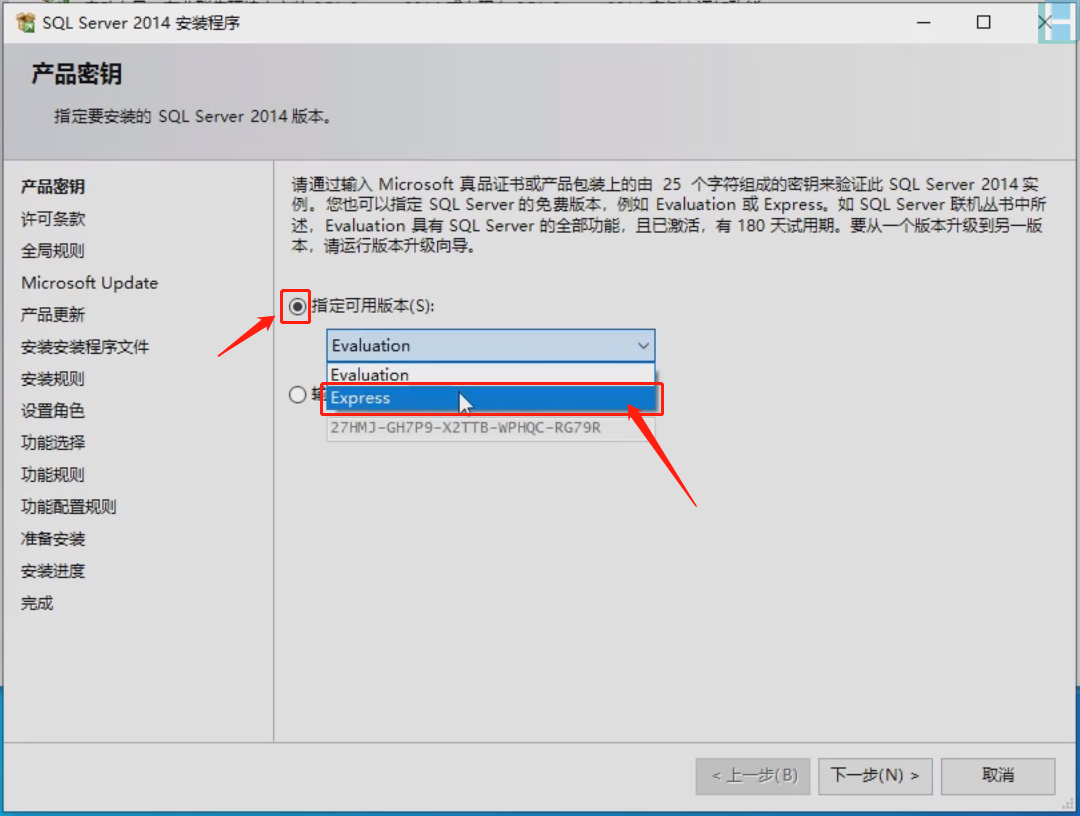 SQL Server 2014 安装程序
产品密钥
指定要安装的 SQL Server 2014 版本。
产品密钥
许可条款
全局规则
Microsoft Update
产品更新
安装安装程序文件
安装规则
设置角色
功能选择
功能规则
功能配置规则
准备安装
安装进度
完成
请通过输入 Microsoft 真品证书或产品包装上的由 25 个字符组成的密钥来验证此 SQL Server 2014 实
例。您也可以指定 SQL Server 的免费版本，例如 Evaluation 或 Express。如 SQL Server 联机丛书中所
述，Evaluation 具有 SQL Server 的全部功能，且已激活，有 180 天试用期。要从一个版本升级到另一版
本，请运行版本升级向导。
指定可用版本(S):
Evaluation
Evaluation
Express
27HMJ-GH7P9-X2TTB-WPHQC-RG79R
< 上一步(B)
下一步(N) >
取消